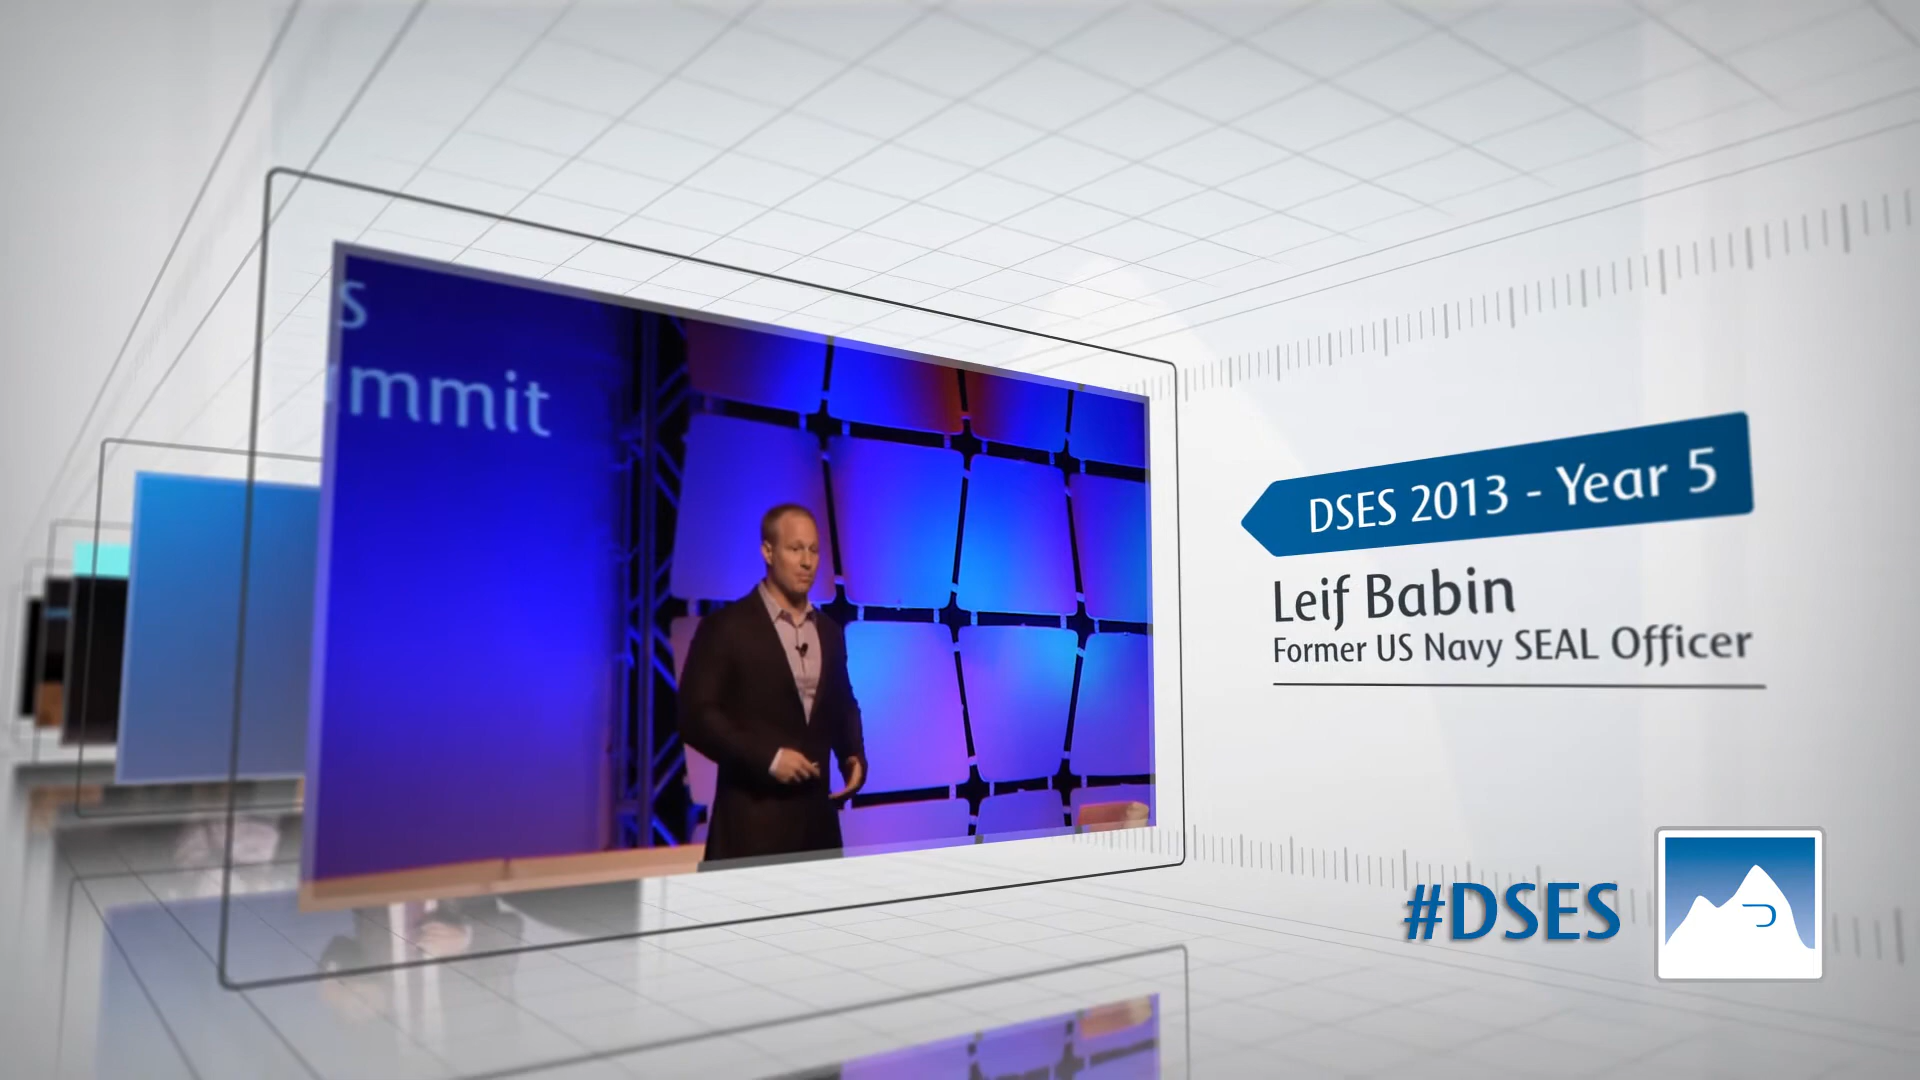 s
mmit
DSES 2013 - Year 5
Leif Babin
Former US Navy SEAL Officer
#DSES